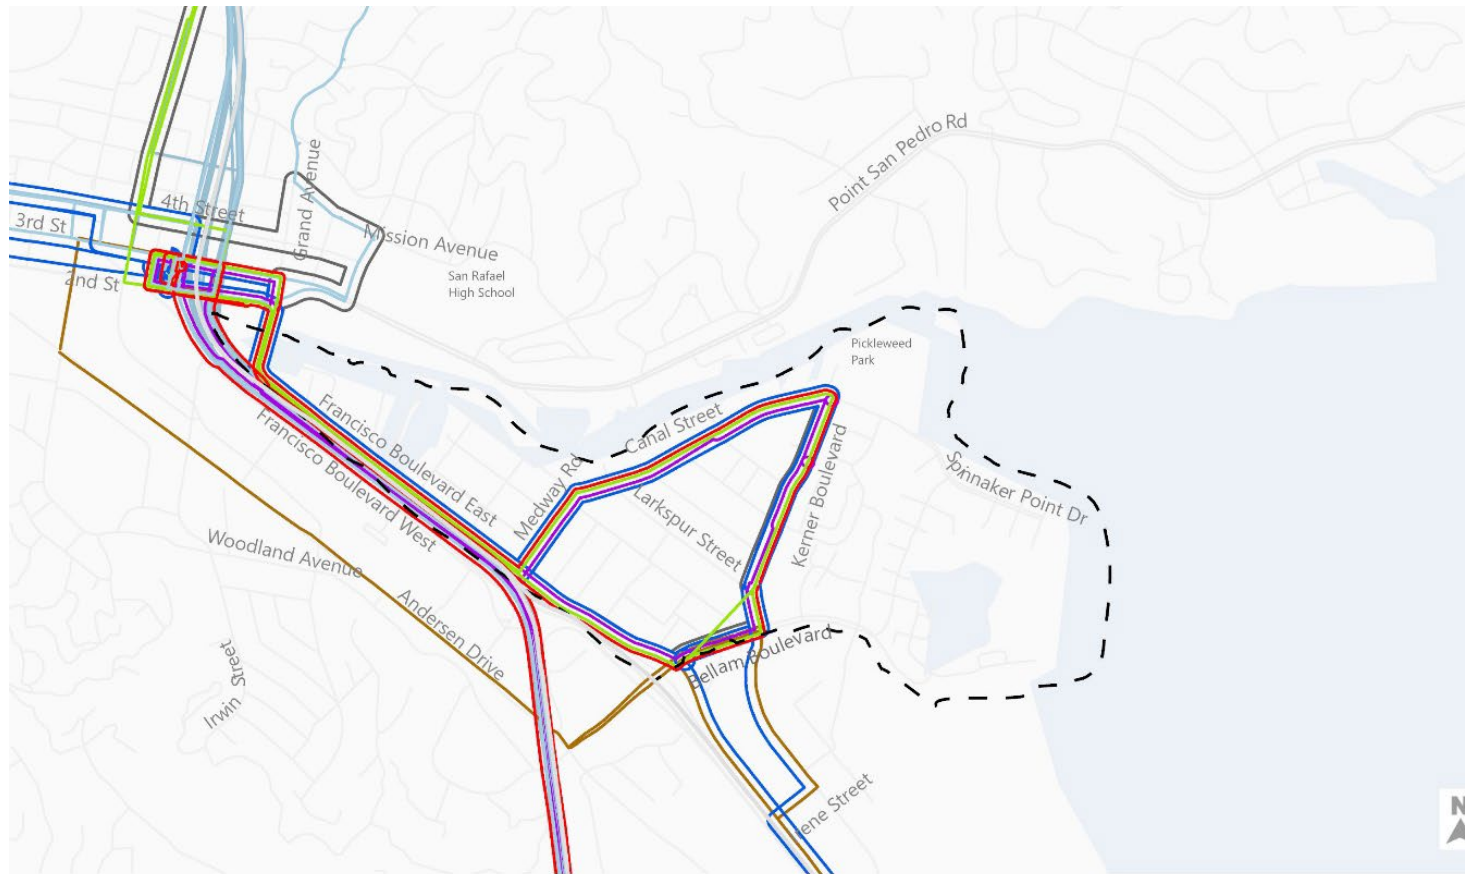 Point San Pedro Rd
4th Street
3rd St
Grand Avenue
Mission Avenue
2nd St
San Rafael
High School
Pickleweed
Park
Francisco Boulevard East
Francisco Boulevard West
Canal Street
Medway Rd
Larkspur Street
Kerner Boulevard
Spinnaker Point Dr
Woodland Avenue
Andersen Drive
Irwin Street
Bellam Boulevard
Street
N